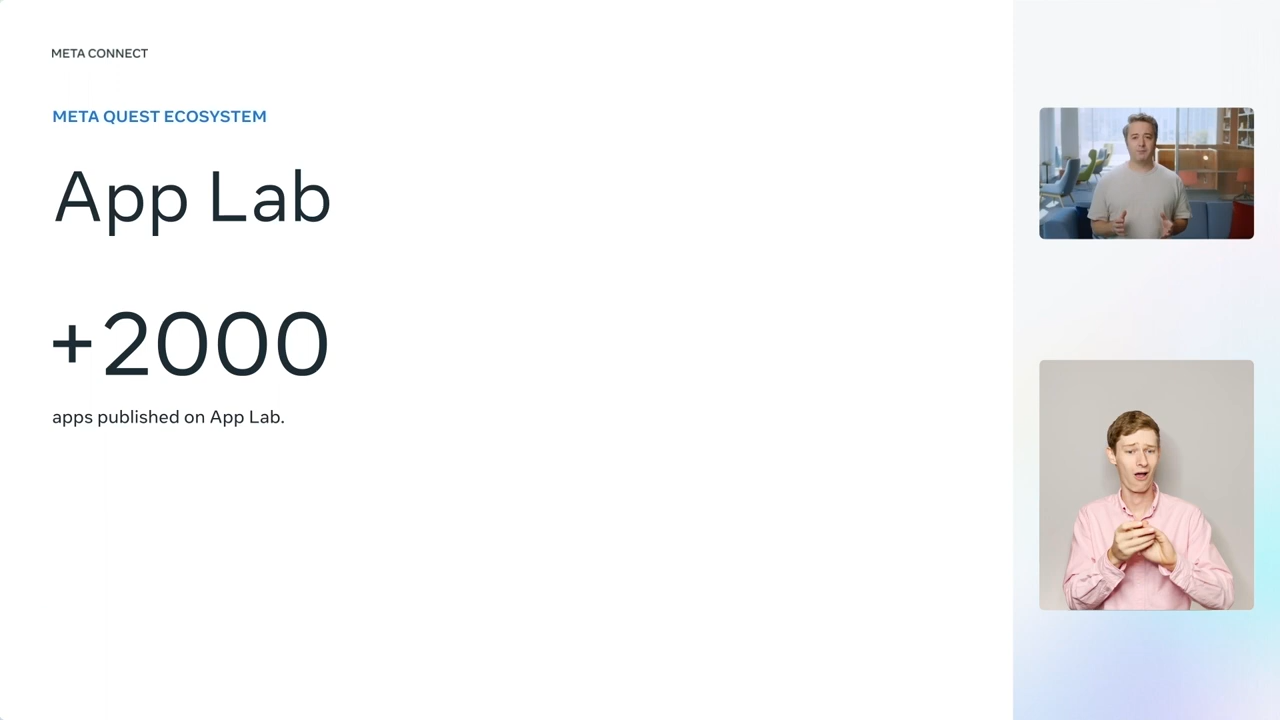 META CONNECT
META QUEST ECOSYSTEM
App Lab
+2000
apps published on App Lab.